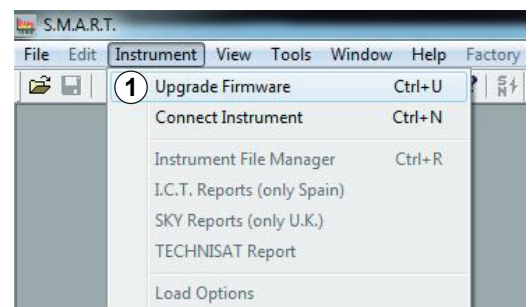 S.M.A.R.T.
File Edit Instrument View Tools Window Help Factory
1 Upgrade Firmware Ctrl+U
Connect Instrument Ctrl+N
Instrument File Manager Ctrl+R
I.C.T. Reports (only Spain)
SKY Reports (only U.K.)
TECHNISAT Report
Load Options